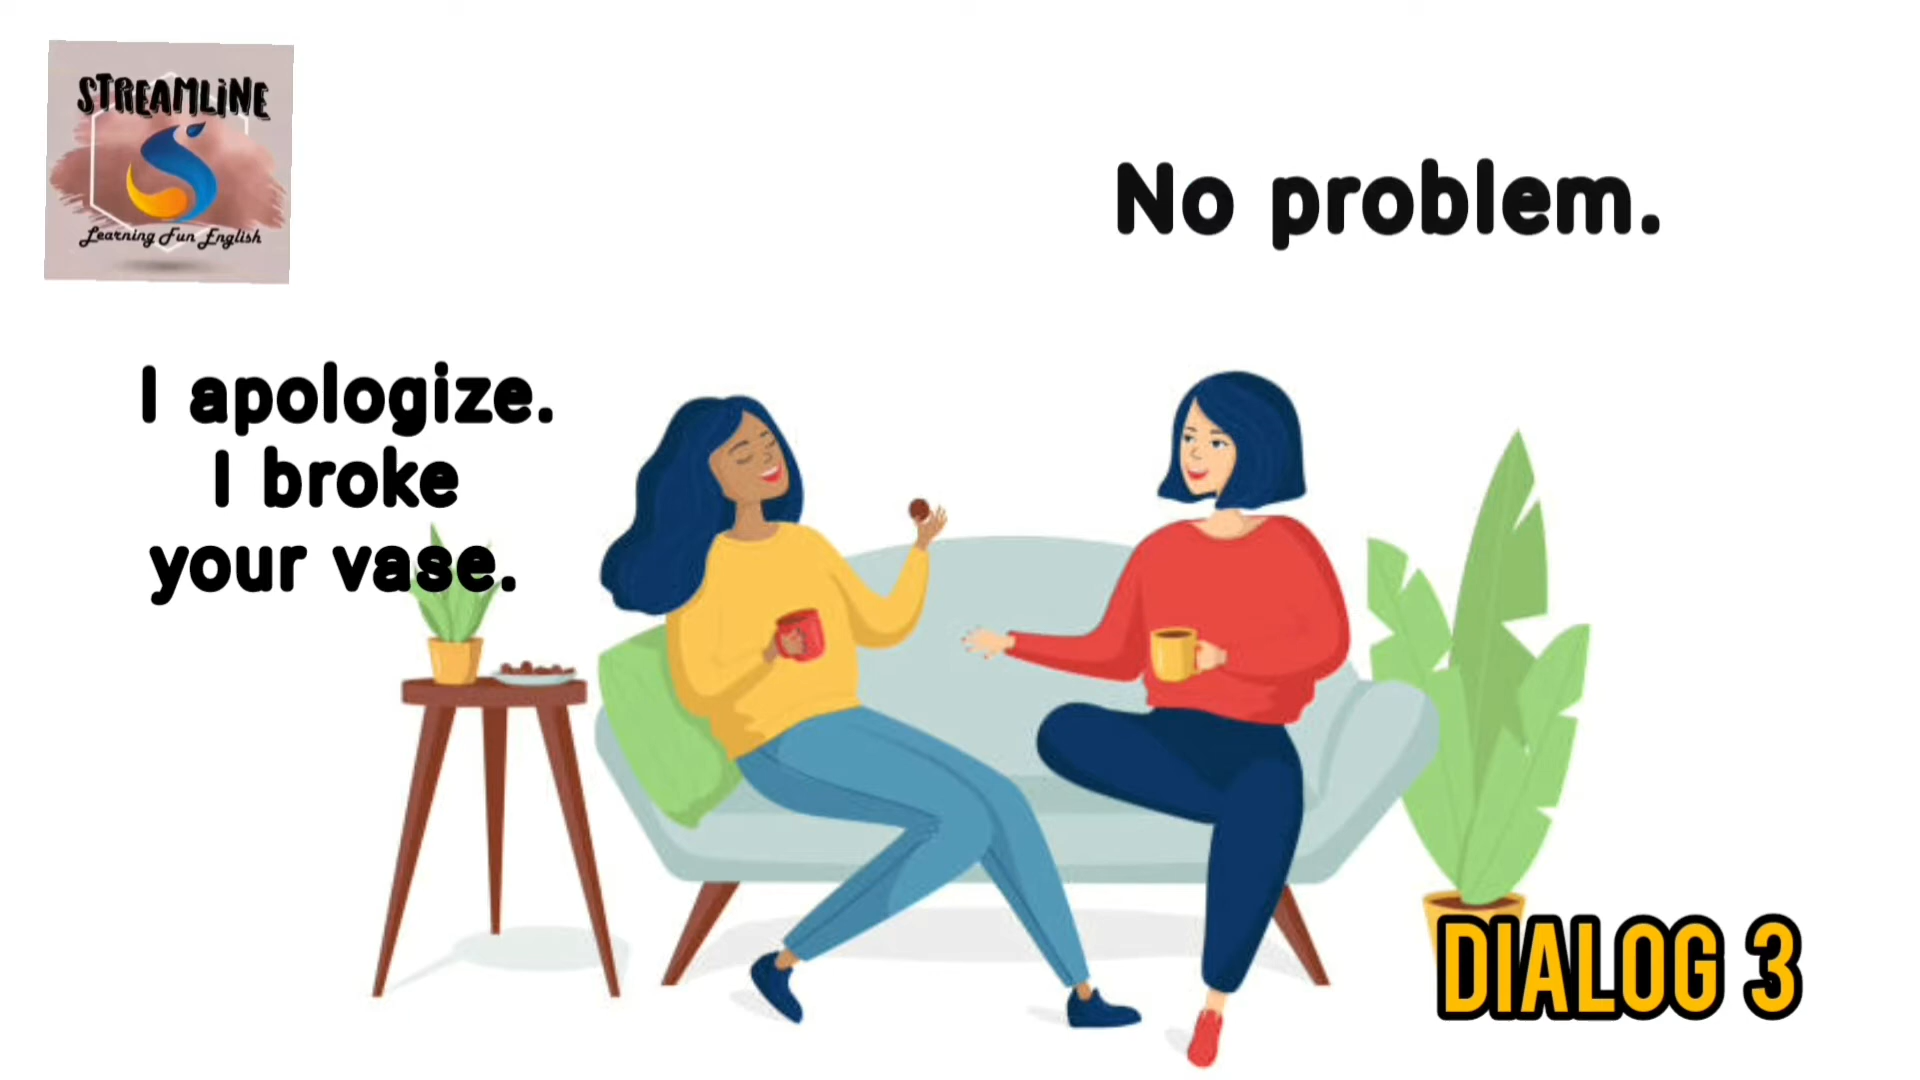 STREAMLINE
Learning Fun English
No problem.
I apologize.
I broke
your vase.
DIALOG 3